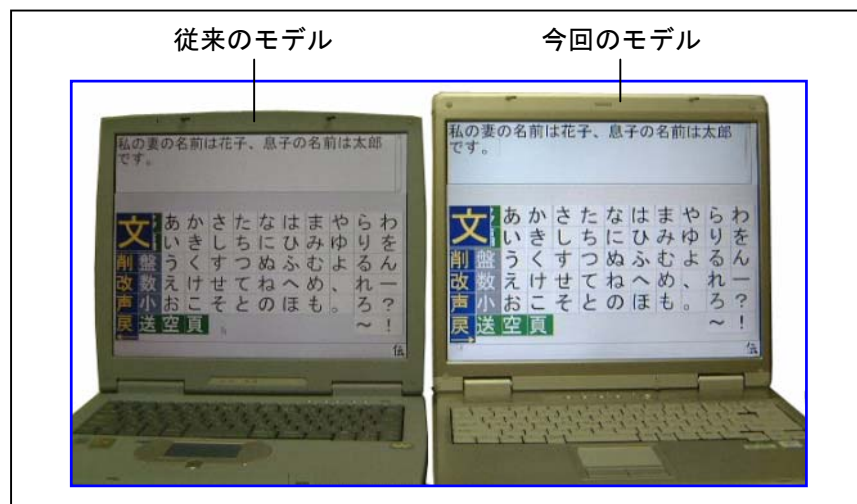 従来のモデル
今回のモデル
私の妻の名前は花子、息子の名前は太郎
です。
文 あ か さ た な は ま や ら わ
い き し ち に ひ み ゆ り を
削 盤 う く す つ ぬ ふ む よ る ん
改 数 え け せ て ね へ め 、 れ ー
声 小 お こ そ と の ほ も 。 ろ ?
戻 送 空 頁 ～ !
伝
私の妻の名前は花子、息子の名前は太郎
です。
文 あ か さ た な は ま や ら わ
い き し ち に ひ み ゆ り を
削 盤 う く す つ ぬ ふ む よ る ん
改 数 え け せ て ね へ め 、 れ ー
声 小 お こ そ と の ほ も 。 ろ ?
戻 送 空 頁 ～ !
伝